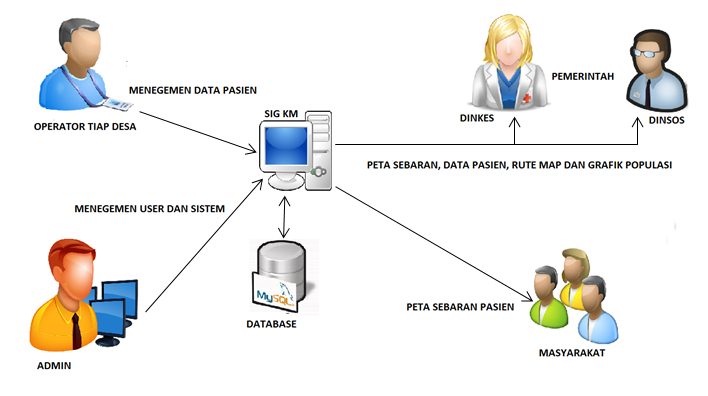 MENEGEMEN DATA PASIEN
OPERATOR TIAP DESA
SIG KM
PEMERINTAH
DINKES
DINSOS
PETA SEBARAN, DATA PASIEN, RUTE MAP DAN GRAFIK POPULASI
MENEGEMEN USER DAN SISTEM
MySQL
DATABASE
PETA SEBARAN PASIEN
MASYARAKAT
ADMIN